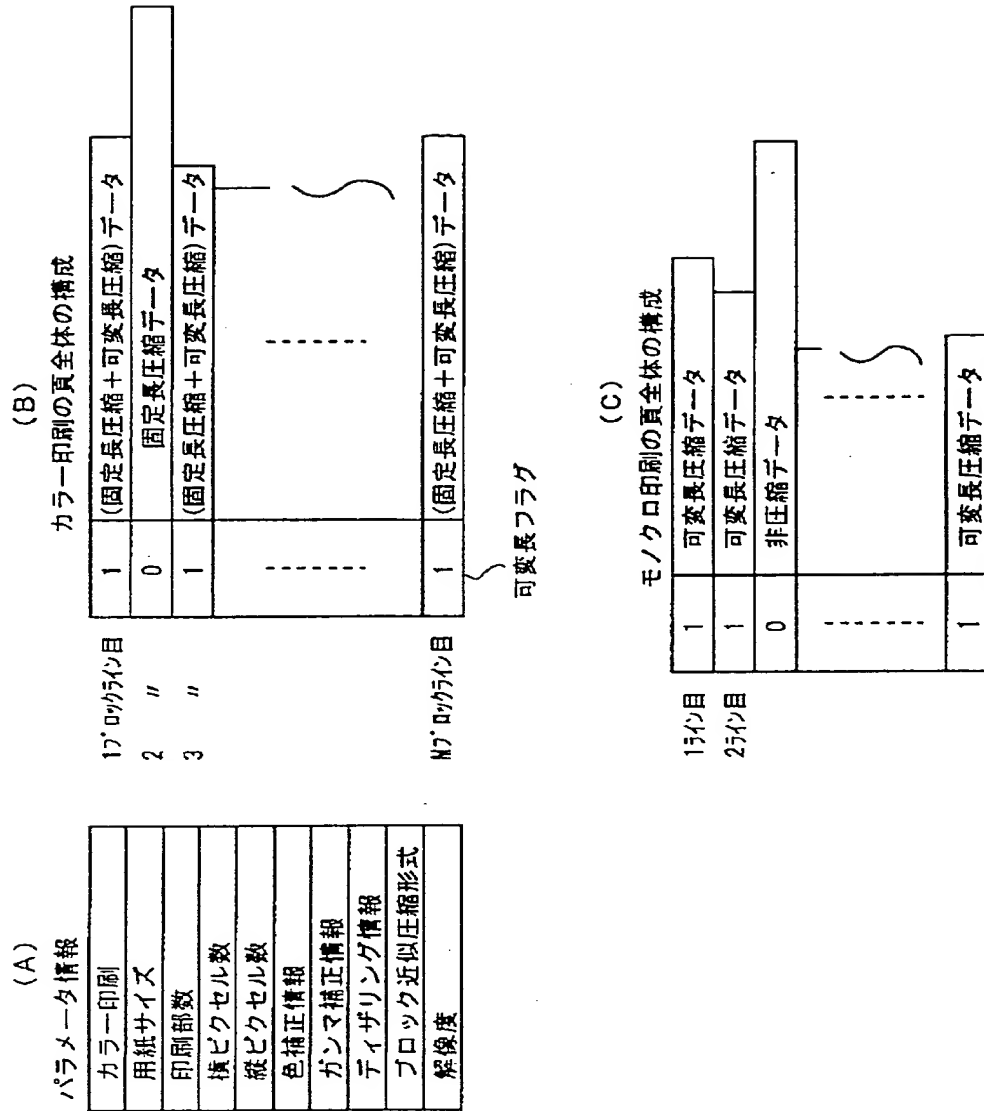 (A)
パラメータ情報
カラー印刷
用紙サイズ
印刷部数
横ピクセル数
縦ピクセル数
色補正情報
ガンマ補正情報
ディザリング情報
ブロック近似圧縮形式
解像度
(B)
カラー印刷の頁全体の構成
1ブロックライン目 1 (固定長圧縮+可変長圧縮)データ
2 〃 0 固定長圧縮データ
3 〃 1 (固定長圧縮+可変長圧縮)データ
Mブロックライン目 1 (固定長圧縮+可変長圧縮)データ
可変長フラグ
(C)
モノクロ印刷の頁全体の構成
1ライン目 1 可変長圧縮データ
2ライン目 1 可変長圧縮データ
0 非圧縮データ
1 可変長圧縮データ